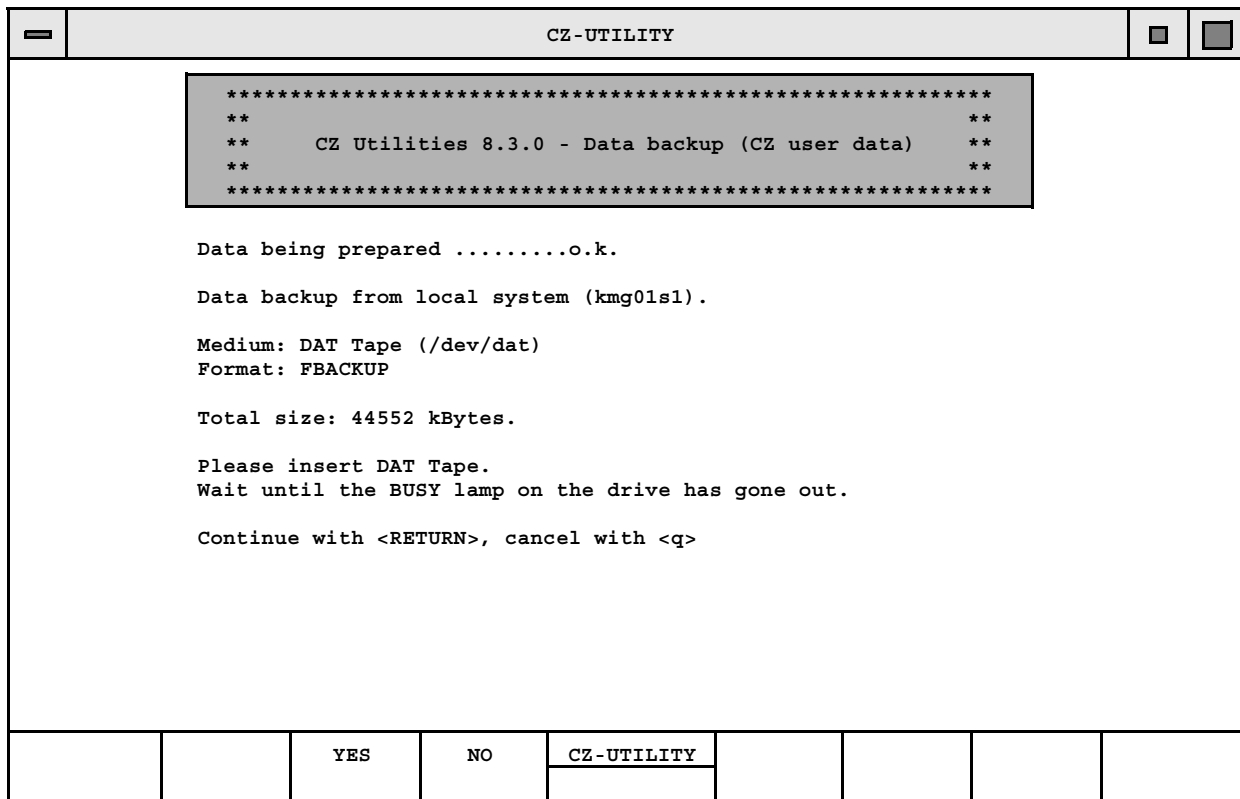 CZ-UTILITY
************************************************************
** **
** CZ Utilities 8.3.0 - Data backup (CZ user data) **
** **
************************************************************
Data being prepared .........o.k.
Data backup from local system (kmg01s1).
Medium: DAT Tape (/dev/dat)
Format: FBACKUP
Total size: 44552 kBytes.
Please insert DAT Tape.
Wait until the BUSY lamp on the drive has gone out.
Continue with <RETURN>, cancel with <q>
YES NO CZ-UTILITY